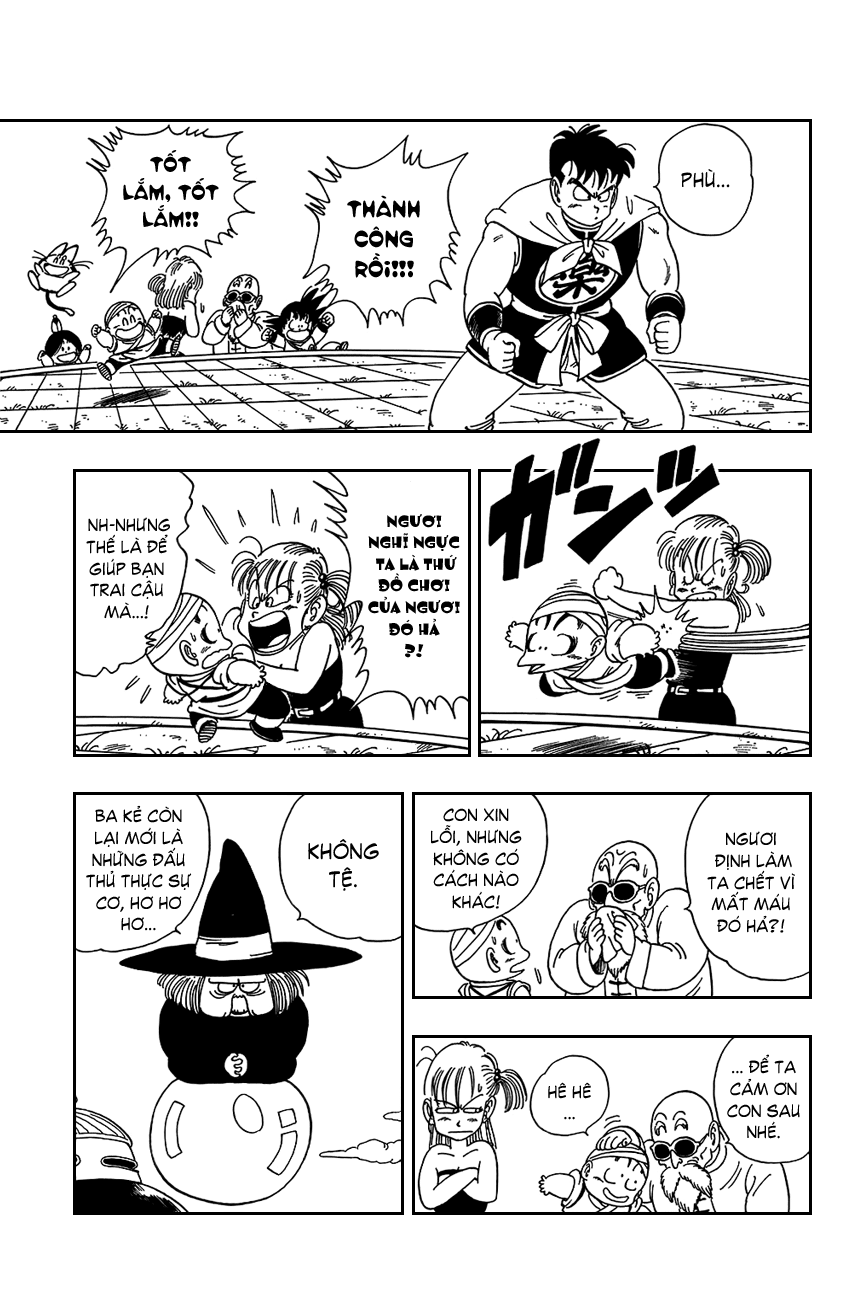 PHÙ...
THÀNH
CÔNG
RỒI!!!
TỐT
LẮM, TỐT
LẮM!!
ガンッ
NGƯƠI
NGHĨ NGỰC
TA LÀ THỨ
ĐỒ CHƠI
CỦA NGƯƠI
ĐÓ HẢ
?!
NH-NHƯNG
THẾ LÀ ĐỂ
GIÚP BẠN
TRAI CẬU
MÀ...!
NGƯƠI
ĐỊNH LÀM
TA CHẾT VÌ
MẤT MÁU
ĐÓ HẢ?!
CON XIN
LỖI, NHƯNG
KHÔNG CÓ
CÁCH NÀO
KHÁC!
... ĐỂ TA
CẢM ƠN
CON SAU
NHÉ.
HÊ HÊ
...
KHÔNG
TỆ.
BA KẺ CÒN
LẠI MỚI LÀ
NHỮNG ĐẤU
THỦ THỰC SỰ
CƠ, HƠ HƠ
HƠ...